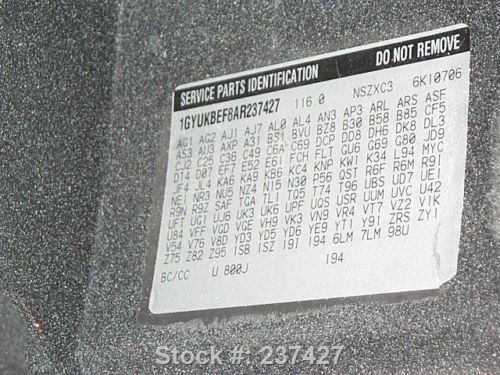 SERVICE PARTS IDENTIFICATION DO NOT REMOVE
1GYUKBEF8AR237427 116.0 NSZXC3 6K10706
AG1 AG2 AJ1 AJ7 AL0 AL4 AN3 AP3 ARL ARS ASF
AS3 AU3 AXP A31 BS1 BVU BZ8 B30 B58 B85 CF5
CJ2 C25 C36 C49 C6A C69 DCP DD8 DH6 DK8 DL3
DT4 D07 EF7 E52 E61 FCH FLT GU6 G69 G80 JD9
JF4 JL4 KA6 KA9 KB6 KC4 KNP KW1 K34 L94 MYC
NE1 NR3 NU5 NZ4 N15 N30 P56 QST R6F R6M R9I
R9N R9Z SAF TGA TL1 TQ5 T74 T96 UBS UD7 UE1
UFT UG1 UJ6 UK3 UK6 UPF UQS USR UUM UVC U42
U84 VFF VGD VGE VH9 VK3 VN9 VR4 VT7 VZ2 V1K
V54 V76 V8D YD3 YD5 YD6 YE9 YT1 Y91 ZRS ZY1
Z75 Z82 Z95 1SB 1SZ 19I 194 6LM 7LM 98U
BC/CC U 800J 194
Stock #: 237427